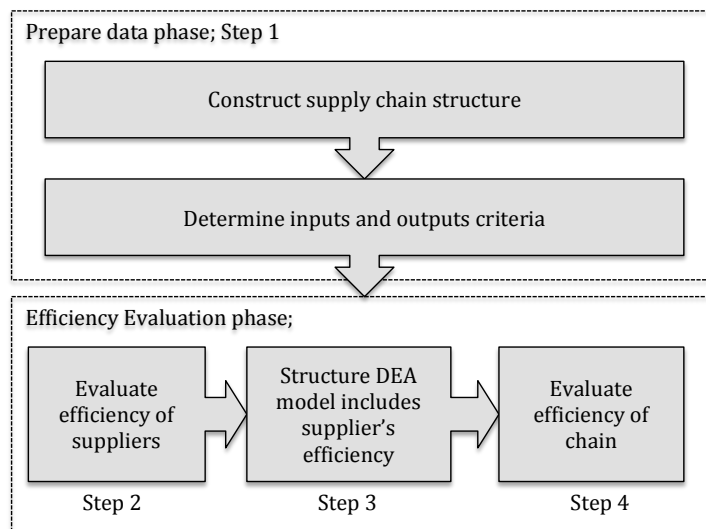 Prepare data phase; Step 1
Construct supply chain structure
Determine inputs and outputs criteria
Efficiency Evaluation phase;
Evaluate
efficiency of
suppliers
Structure DEA
model includes
supplier’s
efficiency
Evaluate
efficiency of
chain
Step 2
Step 3
Step 4